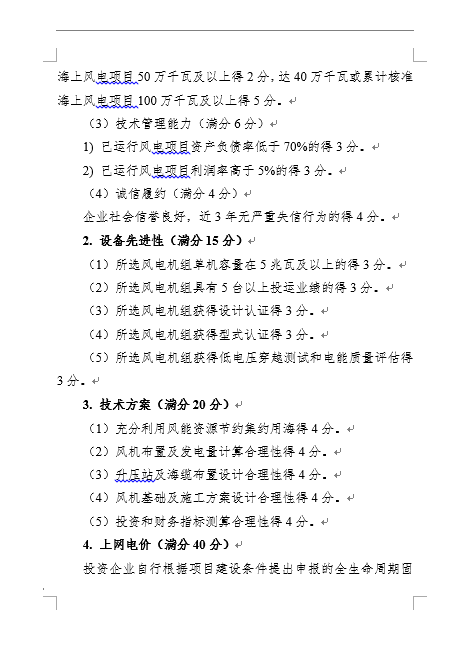 海上风电项目 50 万千瓦及以上得 2 分，达 40 万千瓦或累计核准
海上风电项目 100 万千瓦及以上得 5 分。
（3）技术管理能力（满分 6 分）
1) 已运行风电项目资产负债率低于 70%的得 3 分。
2) 已运行风电项目利润率高于 5%的得 3 分。
（4）诚信履约（满分 4 分）
企业社会信誉良好，近 3 年无严重失信行为的得 4 分。
2. 设备先进性（满分 15 分）
（1）所选风电机组单机容量在 5 兆瓦及以上的得 3 分。
（2）所选风电机组具有 5 台以上投运业绩的得 3 分。
（3）所选风电机组获得设计认证得 3 分。
（4）所选风电机组获得型式认证得 3 分。
（5）所选风电机组获得低电压穿越测试和电能质量评估得
3 分。
3. 技术方案（满分 20 分）
（1）充分利用风能资源节约集约用海得 4 分。
（2）风机布置及发电量计算合理性得 4 分。
（3）升压站及海缆布置设计合理性得 4 分。
（4）风机基础及施工方案设计合理性得 4 分。
（5）投资和财务指标测算合理性得 4 分。
4. 上网电价（满分 40 分）
投资企业自行根据项目建设条件提出申报的全生命周期固